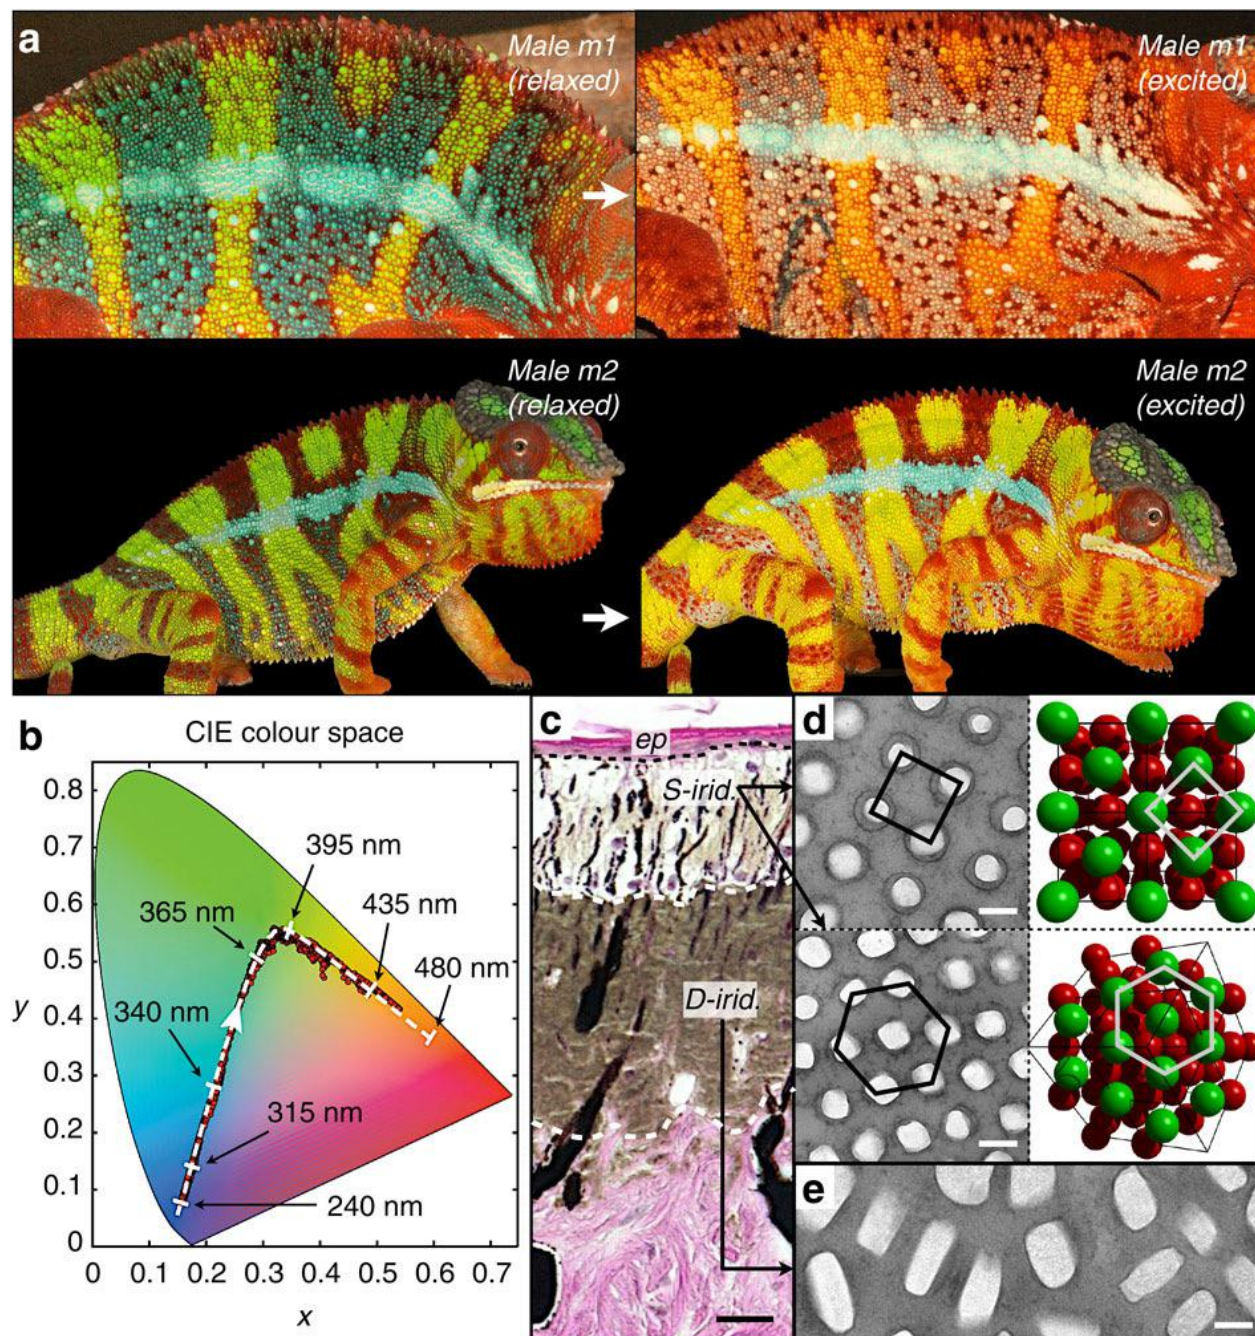 a
Male m1
(relaxed)
Male m1
(excited)
Male m2
(relaxed)
Male m2
(excited)
b
CIE colour space
0.8
0.7
0.6
0.5
0.4
0.3
0.2
0.1
0
y
395 nm
365 nm
435 nm
480 nm
340 nm
315 nm
240 nm
0 0.1 0.2 0.3 0.4 0.5 0.6 0.7
x
c
ep
S-irid.
D-irid.
d
e